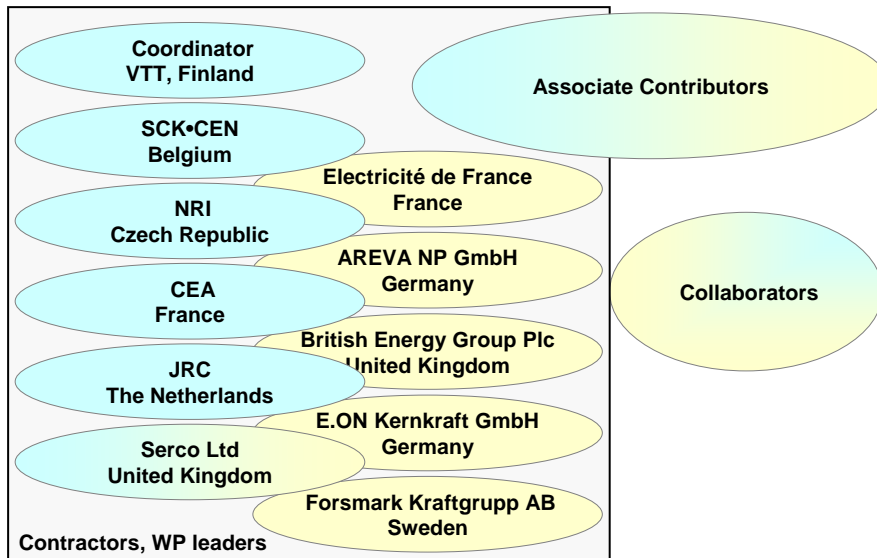 Coordinator
VTT, Finland
Associate Contributors
SCK•CEN
Belgium
Electricité de France
France
NRI
Czech Republic
AREVA NP GmbH
Germany
CEA
France
Collaborators
British Energy Group Plc
United Kingdom
JRC
The Netherlands
E.ON Kernkraft GmbH
Germany
Serco Ltd
United Kingdom
Forsmark Kraftgrupp AB
Sweden
Contractors, WP leaders